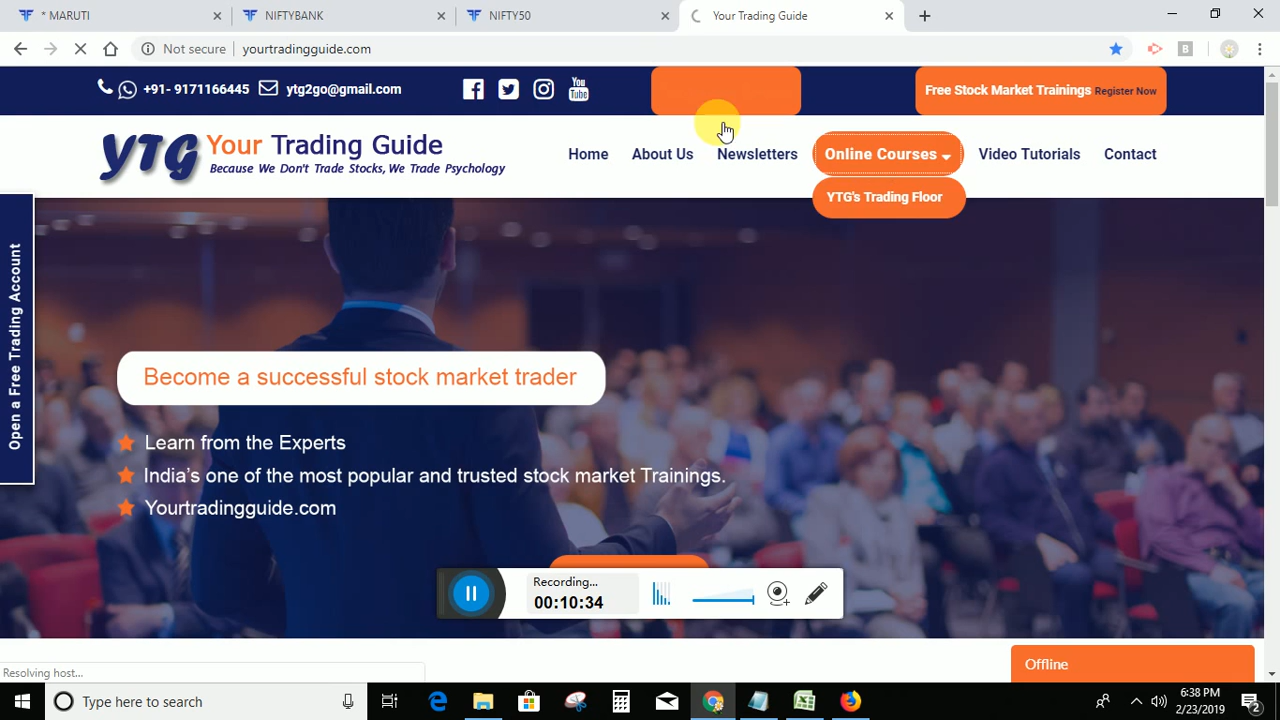 * MARUTI
NIFTYBANK
NIFTY50
Your Trading Guide
Not secure
yourtradingguide.com
B
+91- 9171166445
ytg2go@gmail.com
You Tube
Free Stock Market Trainings Register Now
YTG
Your Trading Guide
Because We Don't Trade Stocks, We Trade Psychology
Home
About Us
Newsletters
Online Courses
Video Tutorials
Contact
YTG's Trading Floor
Open a Free Trading Account
Become a successful stock market trader
Learn from the Experts
India's one of the most popular and trusted stock market Trainings.
Yourtradingguide.com
Recording...
00:10:34
Resolving host...
Offline
Type here to search
6:38 PM
2/23/2019
2